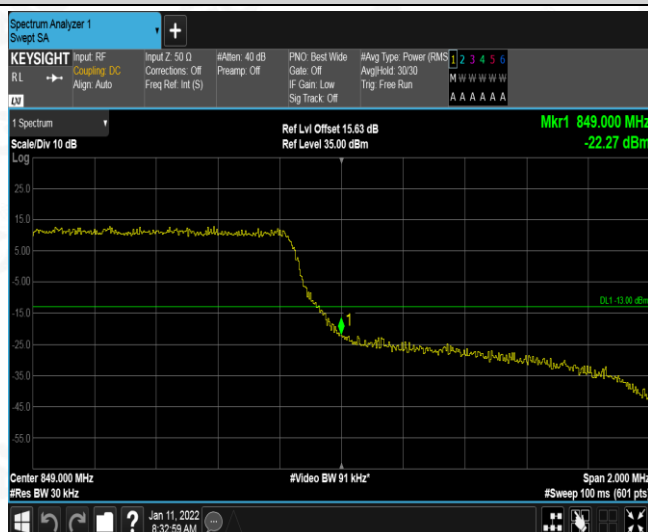 Spectrum Analyzer 1
Swept SA
+
KEYSIGHT
RL
Input: RF
Coupling: DC
Align: Auto
Input Z: 50 Ω
Corrections: Off
Freq Ref: Int (S)
#Atten: 40 dB
Preamp: Off
PNO: Best Wide
Gate: Off
IF Gain: Low
Sig Track: Off
#Avg Type: Power (RMS
Avg|Hold: 30/30
Trig: Free Run
1 2 3 4 5 6
M W W W W W
A A A A A A
LXI
1 Spectrum
Scale/Div 10 dB
Ref Lvl Offset 15.63 dB
Ref Level 35.00 dBm
Mkr1 849.000 MHz
-22.27 dBm
Log
25.0
15.0
5.00
-5.00
-15.0
-25.0
-35.0
-45.0
-55.0
DL1 -13.00 dBm
1
Center 849.000 MHz
#Res BW 30 kHz
#Video BW 91 kHz*
Span 2.000 MHz
#Sweep 100 ms (601 pts)
?
Jan 11, 2022
8:32:59 AM